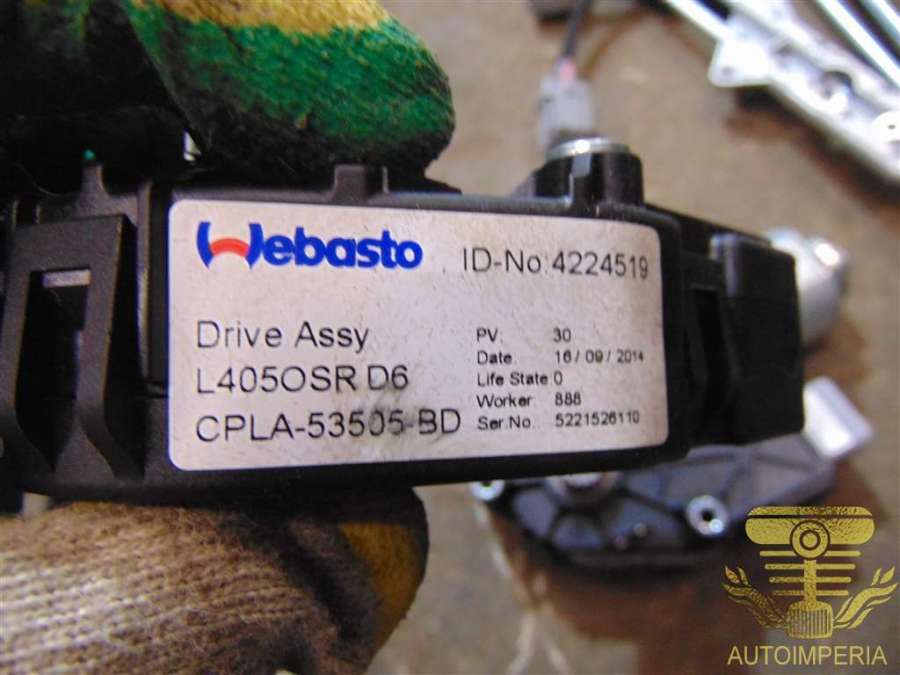 Webasto
ID-No:4224519
Drive Assy
L405OSR D6
CPLA-53505-BD
PV: 30
Date: 16/09/2014
Life State:0
Worker: 888
Ser.No.: 5221526110
AUTOIMPERIA